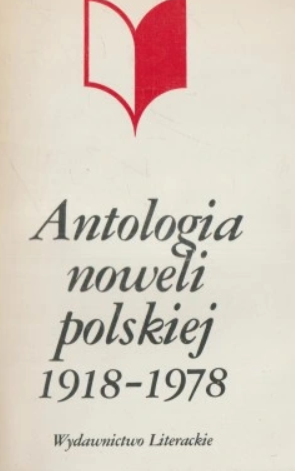 Antologia
noweli
polskiej
1918-1978
Wydawnictwo Literackie